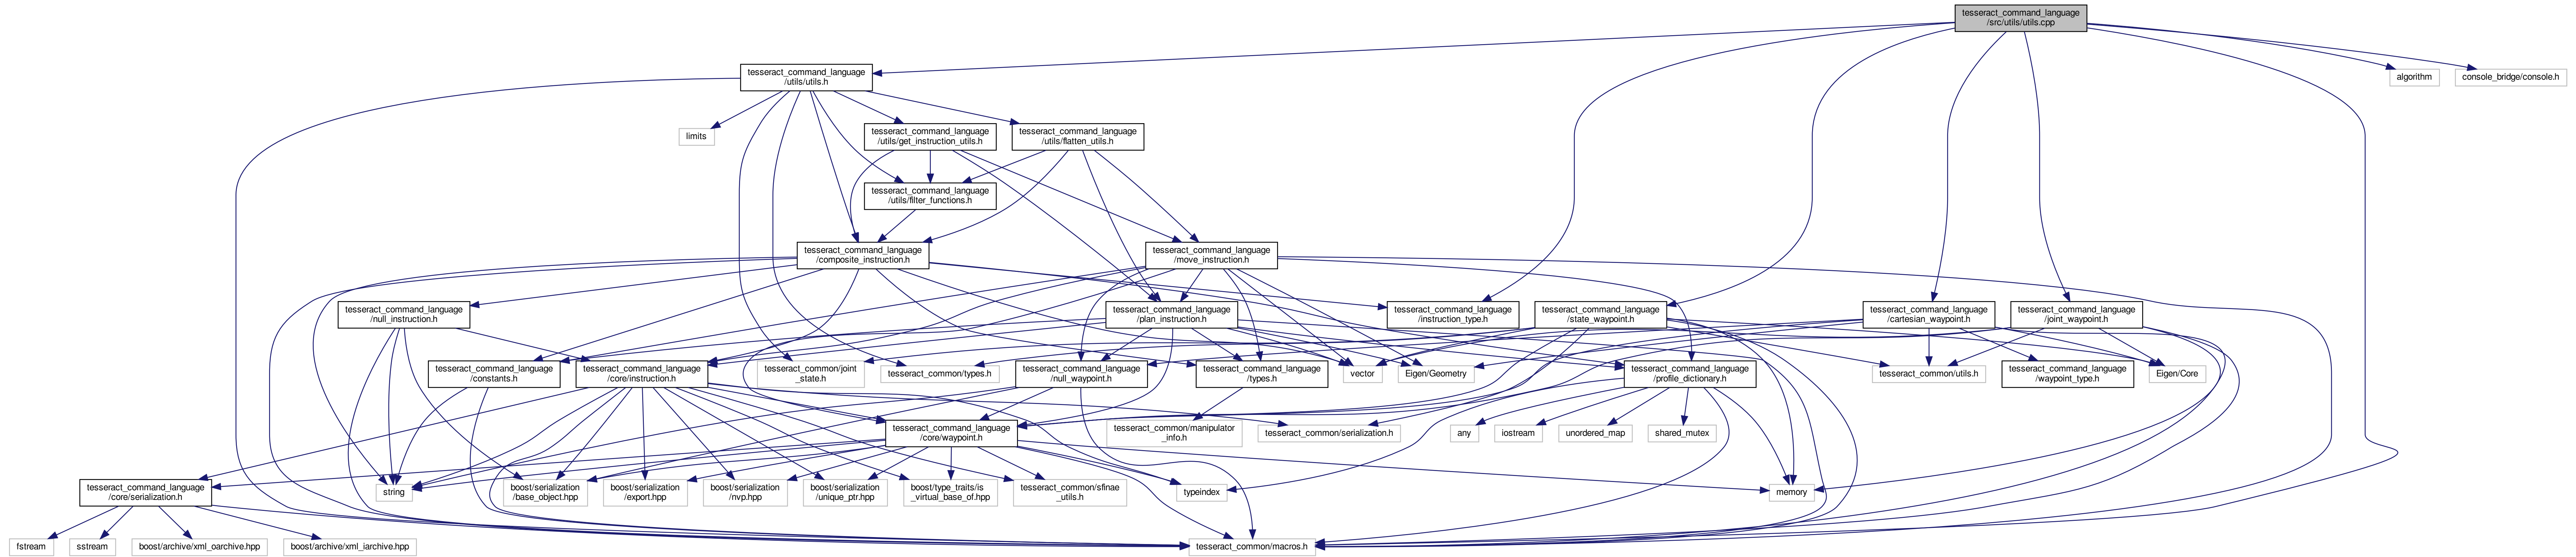 tesseract_command_language
/src/utils/utils.cpp
tesseract_command_language
/utils/utils.h
algorithm
console_bridge/console.h
limits
tesseract_command_language
/utils/get_instruction_utils.h
tesseract_command_language
/utils/flatten_utils.h
tesseract_command_language
/utils/filter_functions.h
tesseract_command_language
/composite_instruction.h
tesseract_command_language
/move_instruction.h
tesseract_command_language
/null_instruction.h
tesseract_command_language
/plan_instruction.h
tesseract_command_language
/instruction_type.h
tesseract_command_language
/state_waypoint.h
tesseract_command_language
/cartesian_waypoint.h
tesseract_command_language
/joint_waypoint.h
tesseract_command_language
/constants.h
tesseract_command_language
/core/instruction.h
tesseract_common/joint
_state.h
tesseract_common/types.h
tesseract_command_language
/null_waypoint.h
tesseract_command_language
/types.h
vector
Eigen/Geometry
tesseract_command_language
/profile_dictionary.h
tesseract_common/utils.h
tesseract_command_language
/waypoint_type.h
Eigen/Core
tesseract_command_language
/core/waypoint.h
tesseract_common/manipulator
_info.h
tesseract_common/serialization.h
any
iostream
unordered_map
shared_mutex
tesseract_command_language
/core/serialization.h
string
boost/serialization
/base_object.hpp
boost/serialization
/export.hpp
boost/serialization
/nvp.hpp
boost/serialization
/unique_ptr.hpp
boost/type_traits/is
_virtual_base_of.hpp
tesseract_common/sfinae
_utils.h
typeindex
memory
fstream
sstream
boost/archive/xml_oarchive.hpp
boost/archive/xml_iarchive.hpp
tesseract_common/macros.h